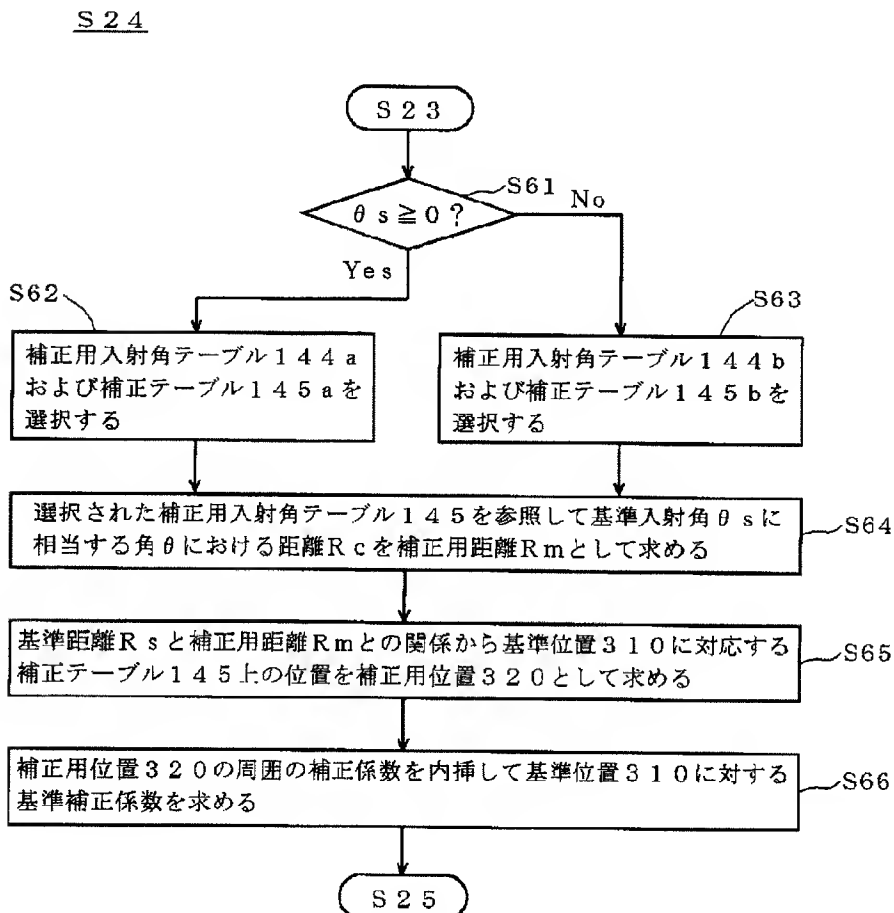 S24
S23
S61
θs≧0?
No
Yes
S62
S63
補正用入射角テーブル144a
および補正テーブル145aを
選択する
補正用入射角テーブル144b
および補正テーブル145bを
選択する
選択された補正用入射角テーブル145を参照して基準入射角θsに
相当する角θにおける距離Rcを補正用距離Rmとして求める
S64
基準距離Rsと補正用距離Rmとの関係から基準位置310に対応する
補正テーブル145上の位置を補正用位置320として求める
S65
補正用位置320の周囲の補正係数を内挿して基準位置310に対する
基準補正係数を求める
S66
S25